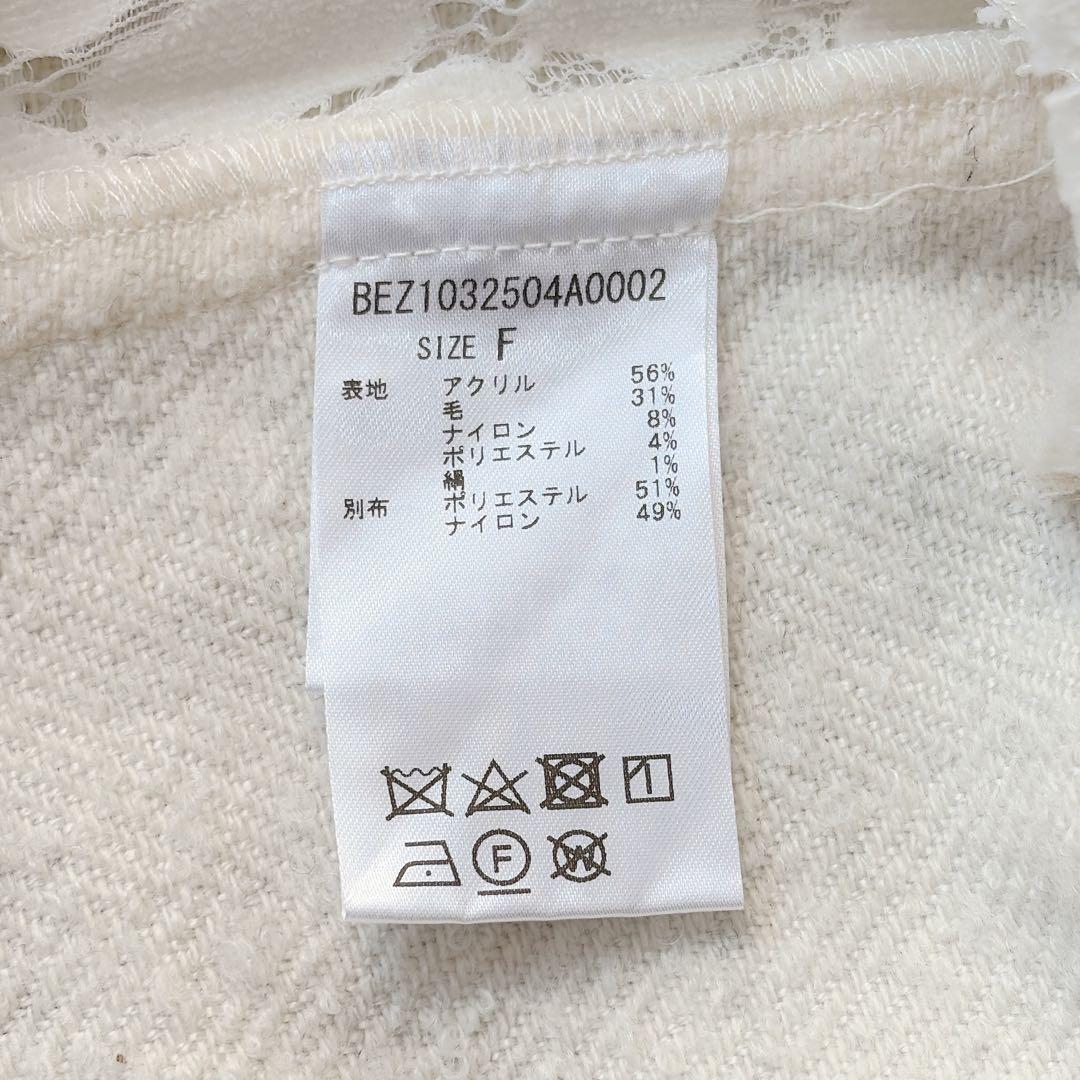 BEZ1032504A0002
SIZE F
表地 アクリル 56%
毛 31%
ナイロン 8%
ポリエステル 4%
絹 1%
別布 ポリエステル 51%
ナイロン 49%
F
W